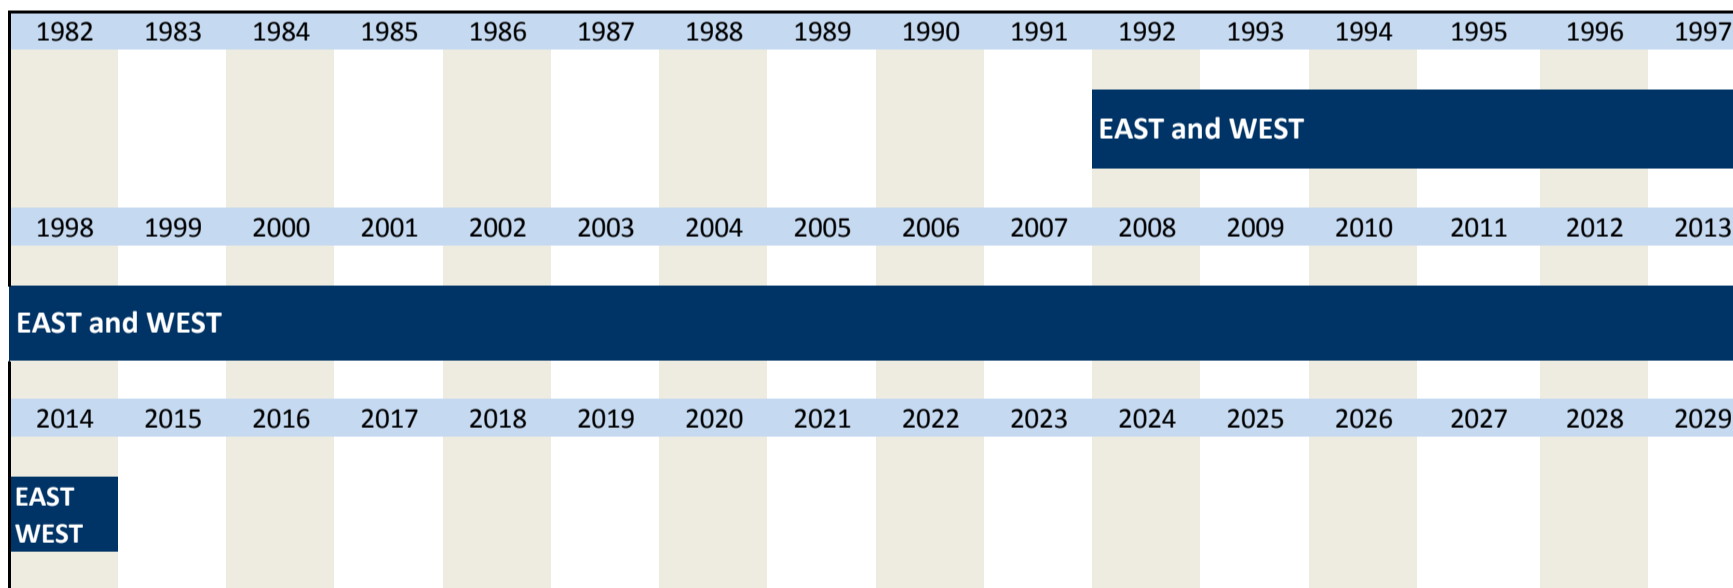 1982 1983 1984 1985 1986 1987 1988 1989 1990 1991 1992 1993 1994 1995 1996 1997
EAST and WEST
1998 1999 2000 2001 2002 2003 2004 2005 2006 2007 2008 2009 2010 2011 2012 2013
EAST and WEST
2014 2015 2016 2017 2018 2019 2020 2021 2022 2023 2024 2025 2026 2027 2028 2029
EAST
WEST